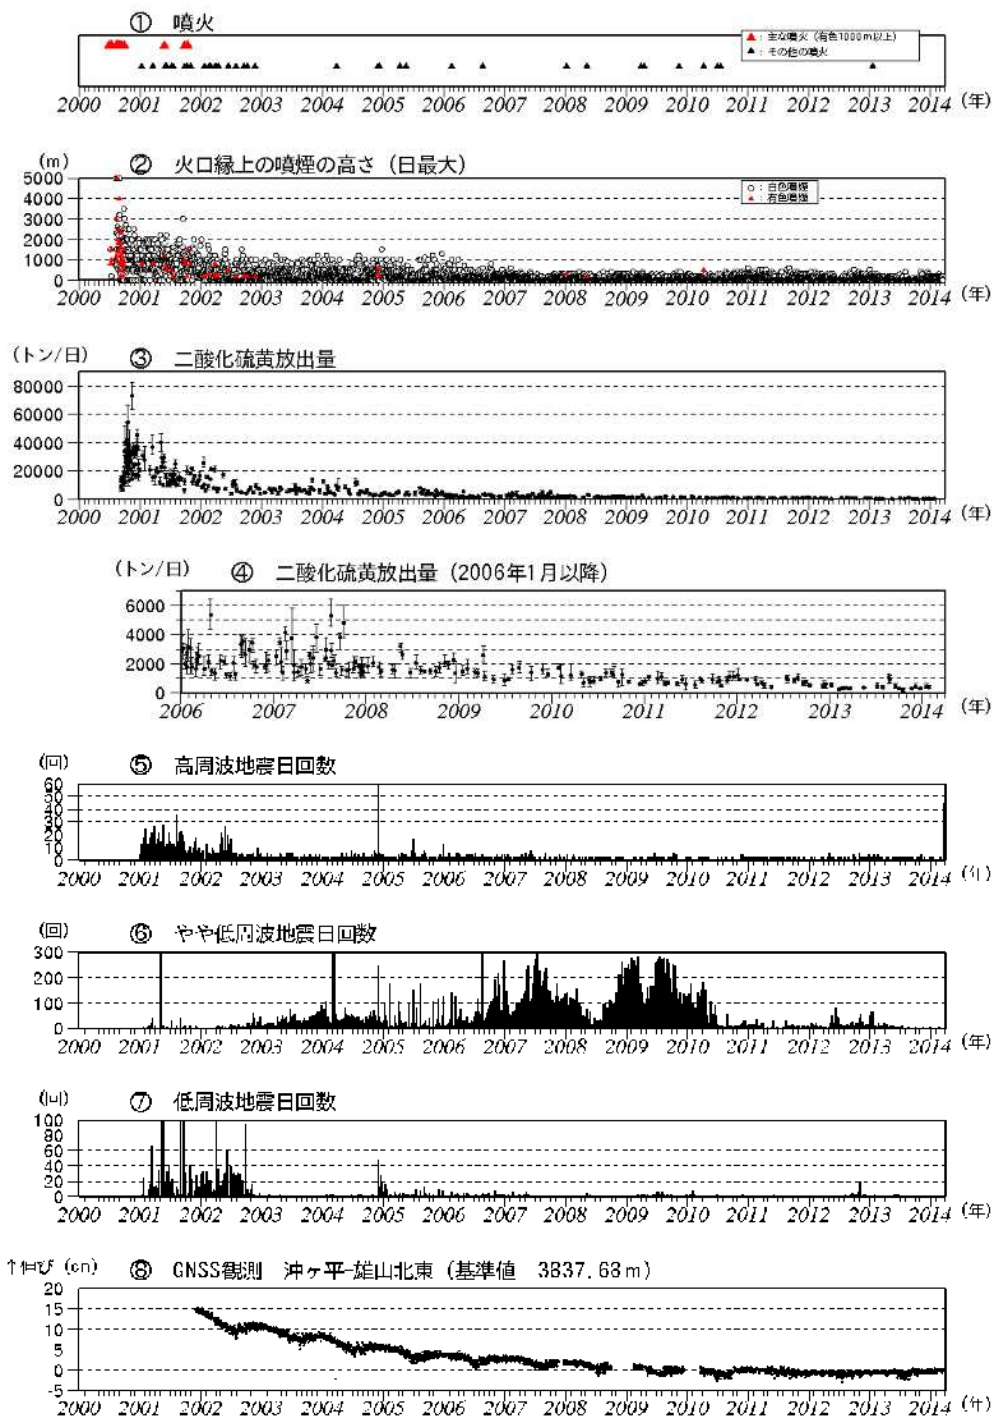 ① 噴火
▲：主な噴火（有色1000m以上）
▲：その他の噴火
2000 2001 2002 2003 2004 2005 2006 2007 2008 2009 2010 2011 2012 2013 2014 (年)
(m) ② 火口縁上の噴煙の高さ（日最大）
○：白色噴煙
▲：有色噴煙
5000
4000
3000
2000
1000
0
2000 2001 2002 2003 2004 2005 2006 2007 2008 2009 2010 2011 2012 2013 2014 (年)
(トン/日) ③ 二酸化硫黄放出量
80000
60000
40000
20000
0
2000 2001 2002 2003 2004 2005 2006 2007 2008 2009 2010 2011 2012 2013 2014 (年)
(トン/日) ④ 二酸化硫黄放出量（2006年1月以降）
6000
4000
2000
0
2006 2007 2008 2009 2010 2011 2012 2013 2014 (年)
(回) ⑤ 高周波地震日回数
60
50
40
30
20
10
0
2000 2001 2002 2003 2004 2005 2006 2007 2008 2009 2010 2011 2012 2013 2014 (年)
(回) ⑥ やや低周波地震日回数
300
200
100
0
2000 2001 2002 2003 2004 2005 2006 2007 2008 2009 2010 2011 2012 2013 2014 (年)
(回) ⑦ 低周波地震日回数
100
80
60
40
20
0
2000 2001 2002 2003 2004 2005 2006 2007 2008 2009 2010 2011 2012 2013 2014 (年)
↑伸び (cm) ⑧ GNSS観測 沖ヶ平-雄山北東（基準値 3837.68m）
20
15
10
5
0
-5
2000 2001 2002 2003 2004 2005 2006 2007 2008 2009 2010 2011 2012 2013 2014 (年)